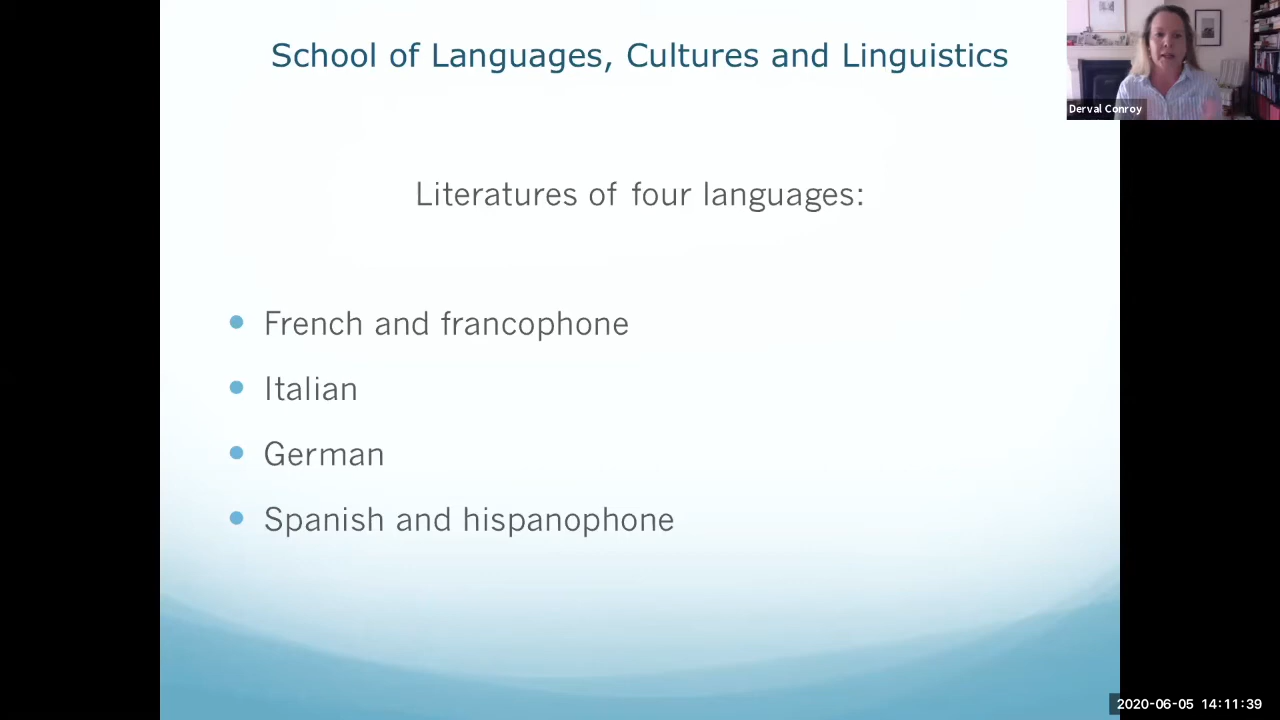 School of Languages, Cultures and Linguistics
Derval Conroy
Literatures of four languages:
French and francophone
Italian
German
Spanish and hispanophone
2020-06-05 14:11:39